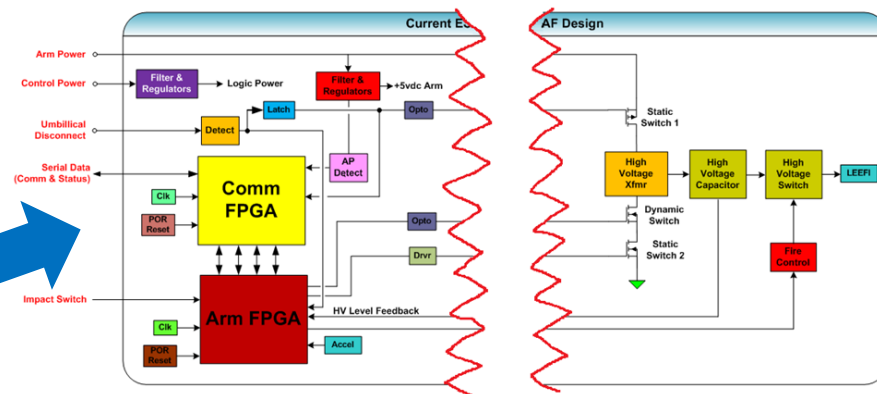 Current ES
AF Design
Arm Power
Control Power
Filter &
Regulators
Logic Power
Filter &
Regulators
+5vdc Arm
Umbillical
Disconnect
Detect
Latch
Opto
Static
Switch 1
Serial Data
(Comm & Status)
AP
Detect
Comm
FPGA
Clk
POR
Reset
High
Voltage
Xfmr
High
Voltage
Capacitor
High
Voltage
Switch
LEEFI
Opto
Dynamic
Switch
Drvr
Static
Switch 2
Fire
Control
Impact Switch
Arm FPGA
HV Level Feedback
Clk
POR
Reset
Accel